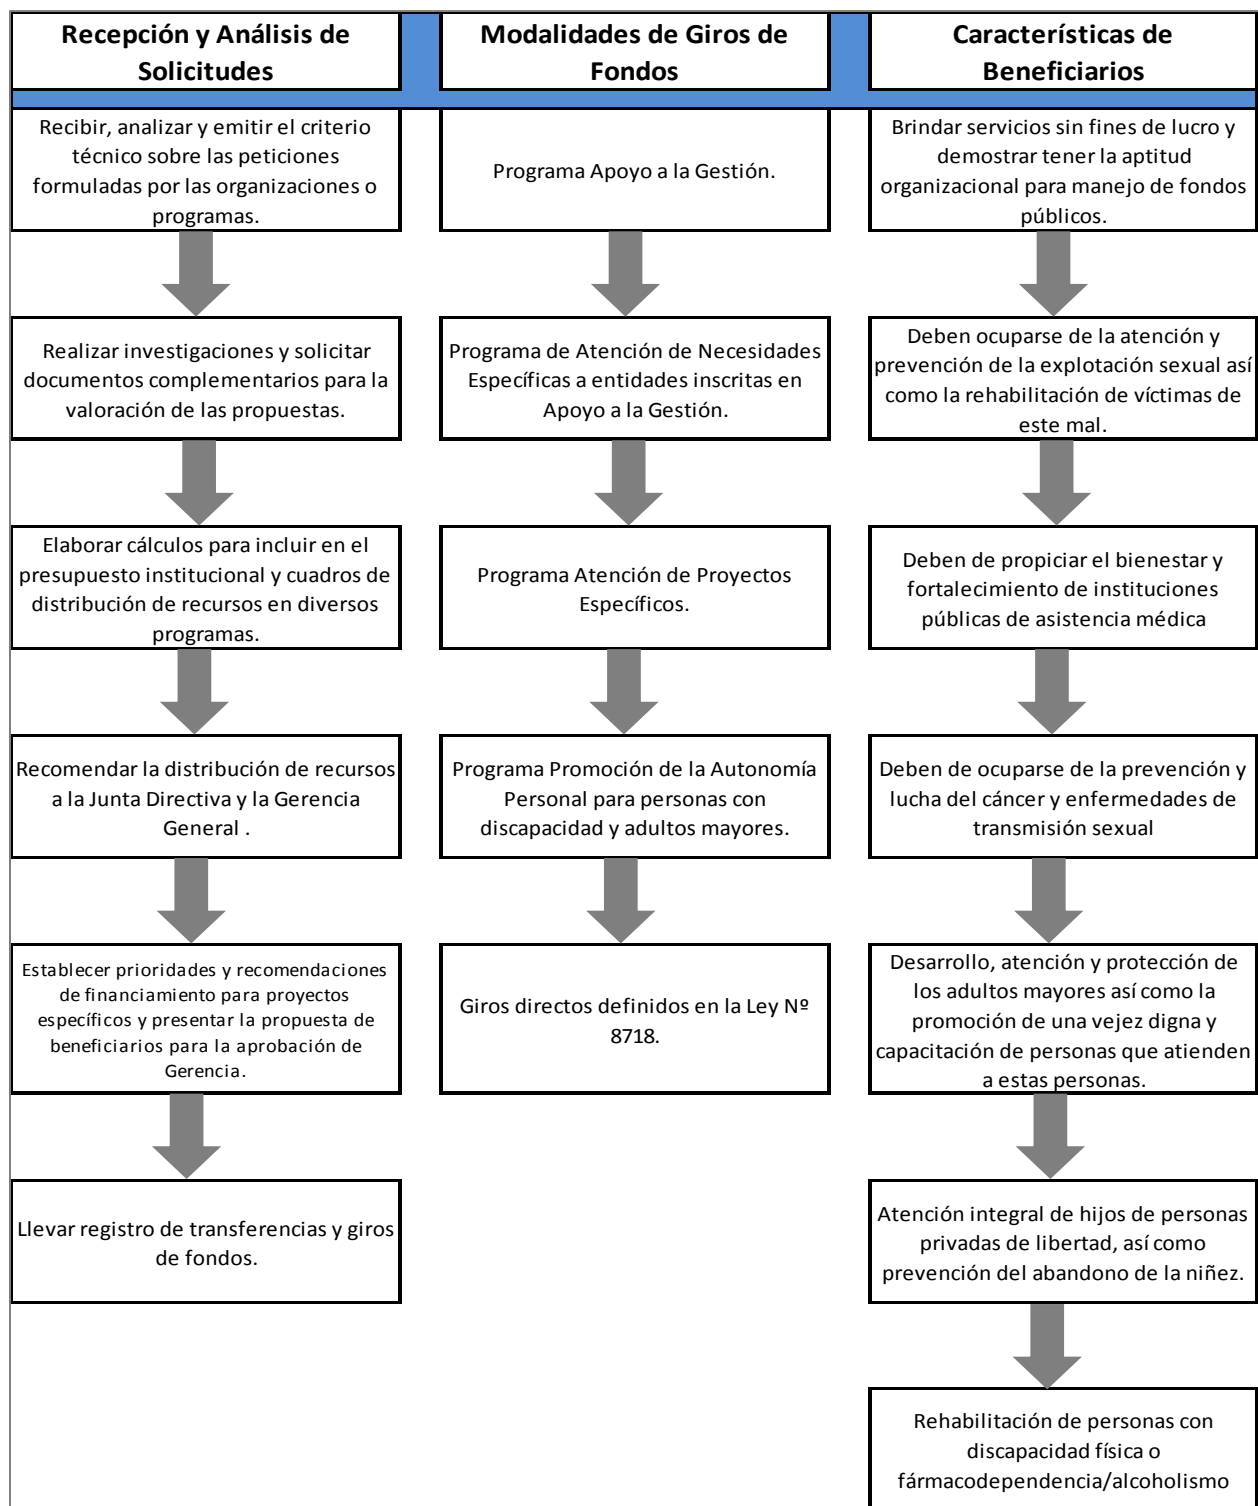 Recepción y Análisis de
Solicitudes
Recibir, analizar y emitir el criterio
técnico sobre las peticiones
formuladas por las organizaciones o
programas.
Realizar investigaciones y solicitar
documentos complementarios para la
valoración de las propuestas.
Elaborar cálculos para incluir en el
presupuesto institucional y cuadros de
distribución de recursos en diversos
programas.
Recomendar la distribución de recursos
a la Junta Directiva y la Gerencia
General .
Establecer prioridades y recomendaciones
de financiamiento para proyectos
específicos y presentar la propuesta de
beneficiarios para la aprobación de
Gerencia.
Llevar registro de transferencias y giros
de fondos.
Modalidades de Giros de
Fondos
Programa Apoyo a la Gestión.
Programa de Atención de Necesidades
Específicas a entidades inscritas en
Apoyo a la Gestión.
Programa Atención de Proyectos
Específicos.
Programa Promoción de la Autonomía
Personal para personas con
discapacidad y adultos mayores.
Giros directos definidos en la Ley Nº
8718.
Características de
Beneficiarios
Brindar servicios sin fines de lucro y
demostrar tener la aptitud
organizacional para manejo de fondos
públicos.
Deben ocuparse de la atención y
prevención de la explotación sexual así
como la rehabilitación de víctimas de
este mal.
Deben de propiciar el bienestar y
fortalecimiento de instituciones
públicas de asistencia médica
Deben de ocuparse de la prevención y
lucha del cáncer y enfermedades de
transmisión sexual
Desarrollo, atención y protección de
los adultos mayores así como la
promoción de una vejez digna y
capacitación de personas que atienden
a estas personas.
Atención integral de hijos de personas
privadas de libertad, así como
prevención del abandono de la niñez.
Rehabilitación de personas con
discapacidad física o
fármacodependencia/alcoholismo